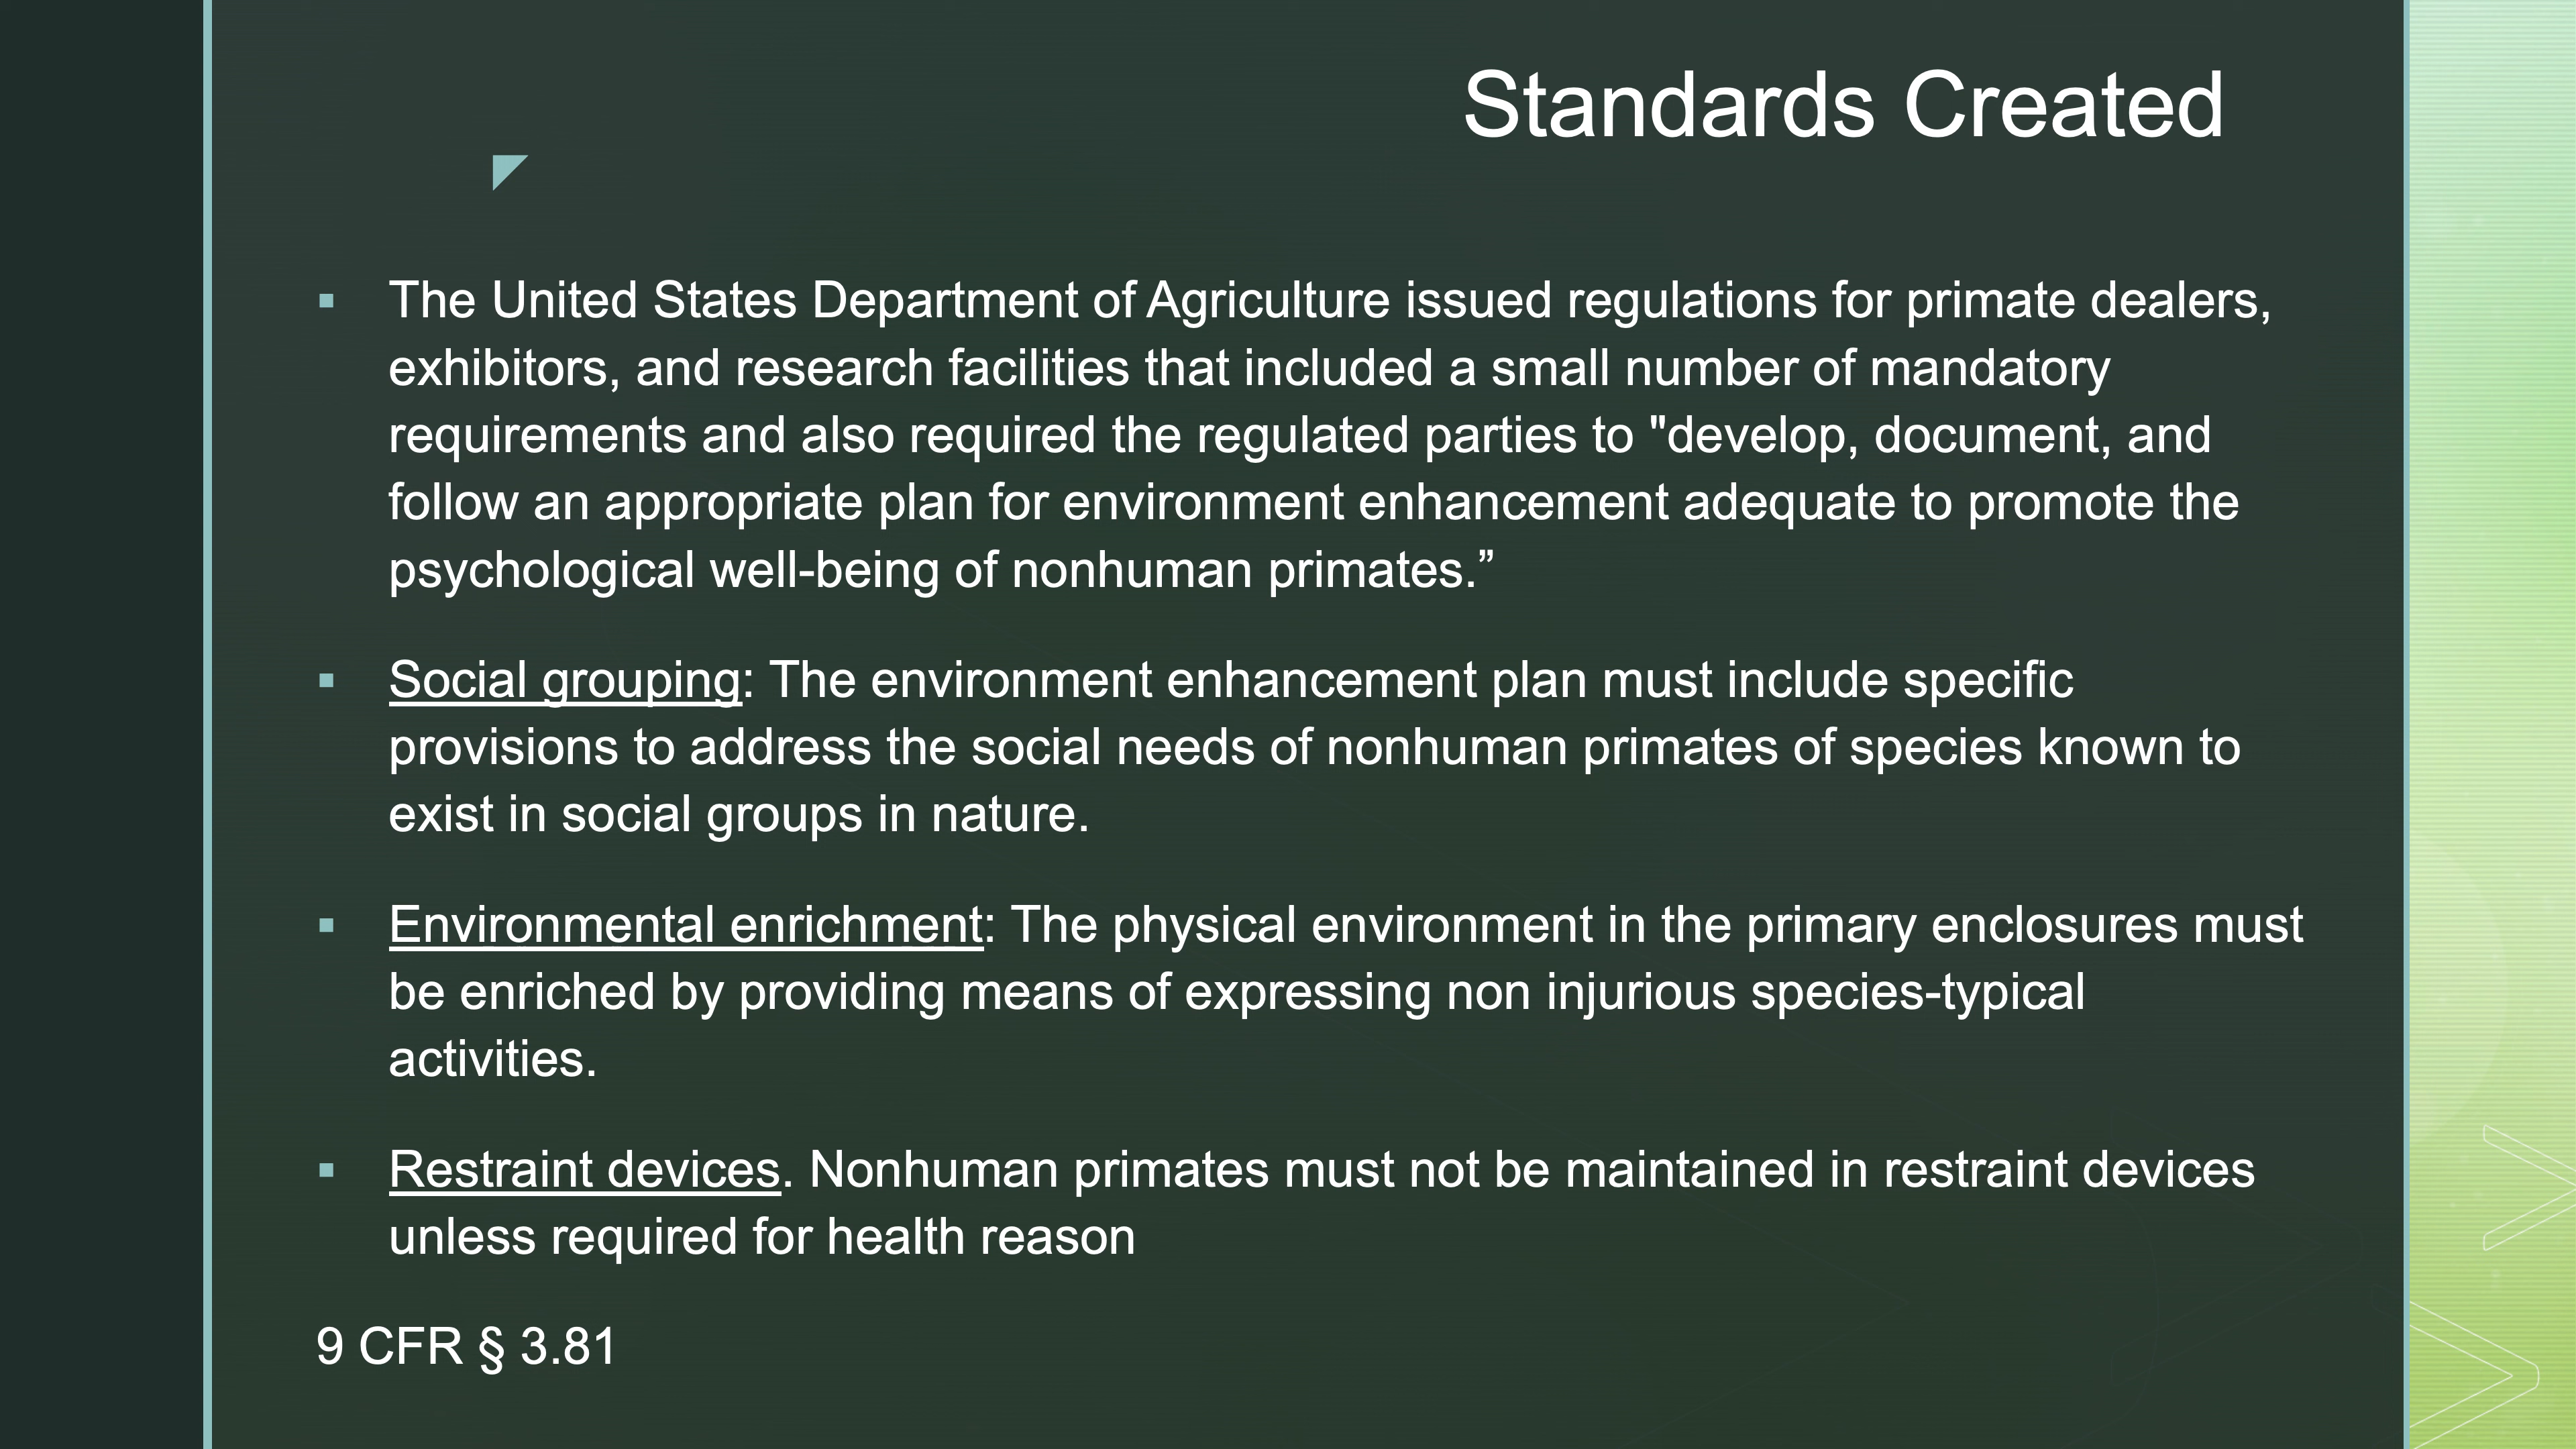 Standards Created
▪ The United States Department of Agriculture issued regulations for primate dealers,
exhibitors, and research facilities that included a small number of mandatory
requirements and also required the regulated parties to "develop, document, and
follow an appropriate plan for environment enhancement adequate to promote the
psychological well-being of nonhuman primates.”
▪ Social grouping: The environment enhancement plan must include specific
provisions to address the social needs of nonhuman primates of species known to
exist in social groups in nature.
▪ Environmental enrichment: The physical environment in the primary enclosures must
be enriched by providing means of expressing non injurious species-typical
activities.
▪ Restraint devices. Nonhuman primates must not be maintained in restraint devices
unless required for health reason
9 CFR § 3.81